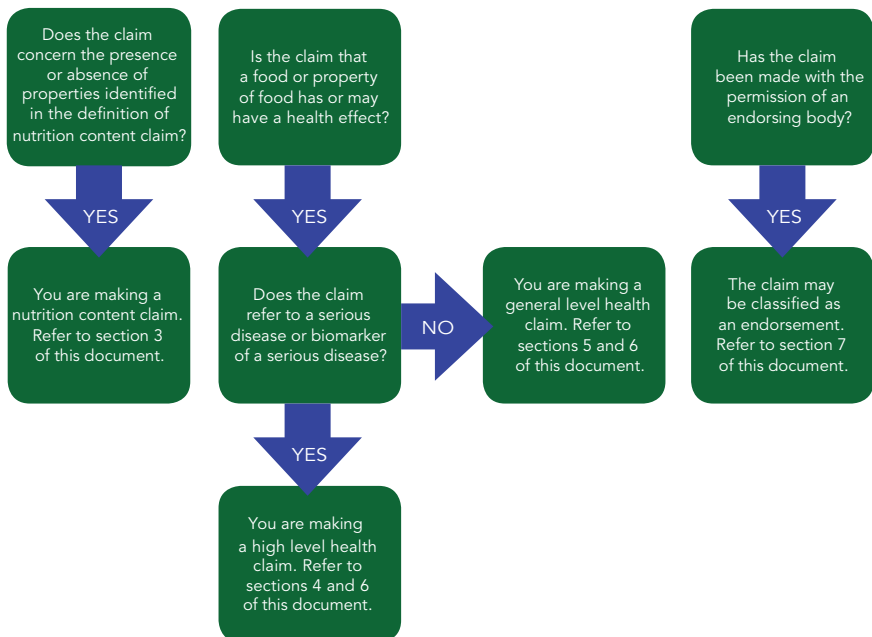 Does the claim
concern the presence
or absence of
properties identified
in the definition of
nutrition content claim?
YES
You are making a
nutrition content claim.
Refer to section 3
of this document.
Is the claim that
a food or property
of food has or may
have a health effect?
YES
Does the claim
refer to a serious
disease or biomarker
of a serious disease?
NO
You are making a
general level health
claim. Refer to
sections 5 and 6
of this document.
YES
You are making
a high level health
claim. Refer to
sections 4 and 6
of this document.
Has the claim
been made with the
permission of an
endorsing body?
YES
The claim may
be classified as
an endorsement.
Refer to section 7
of this document.